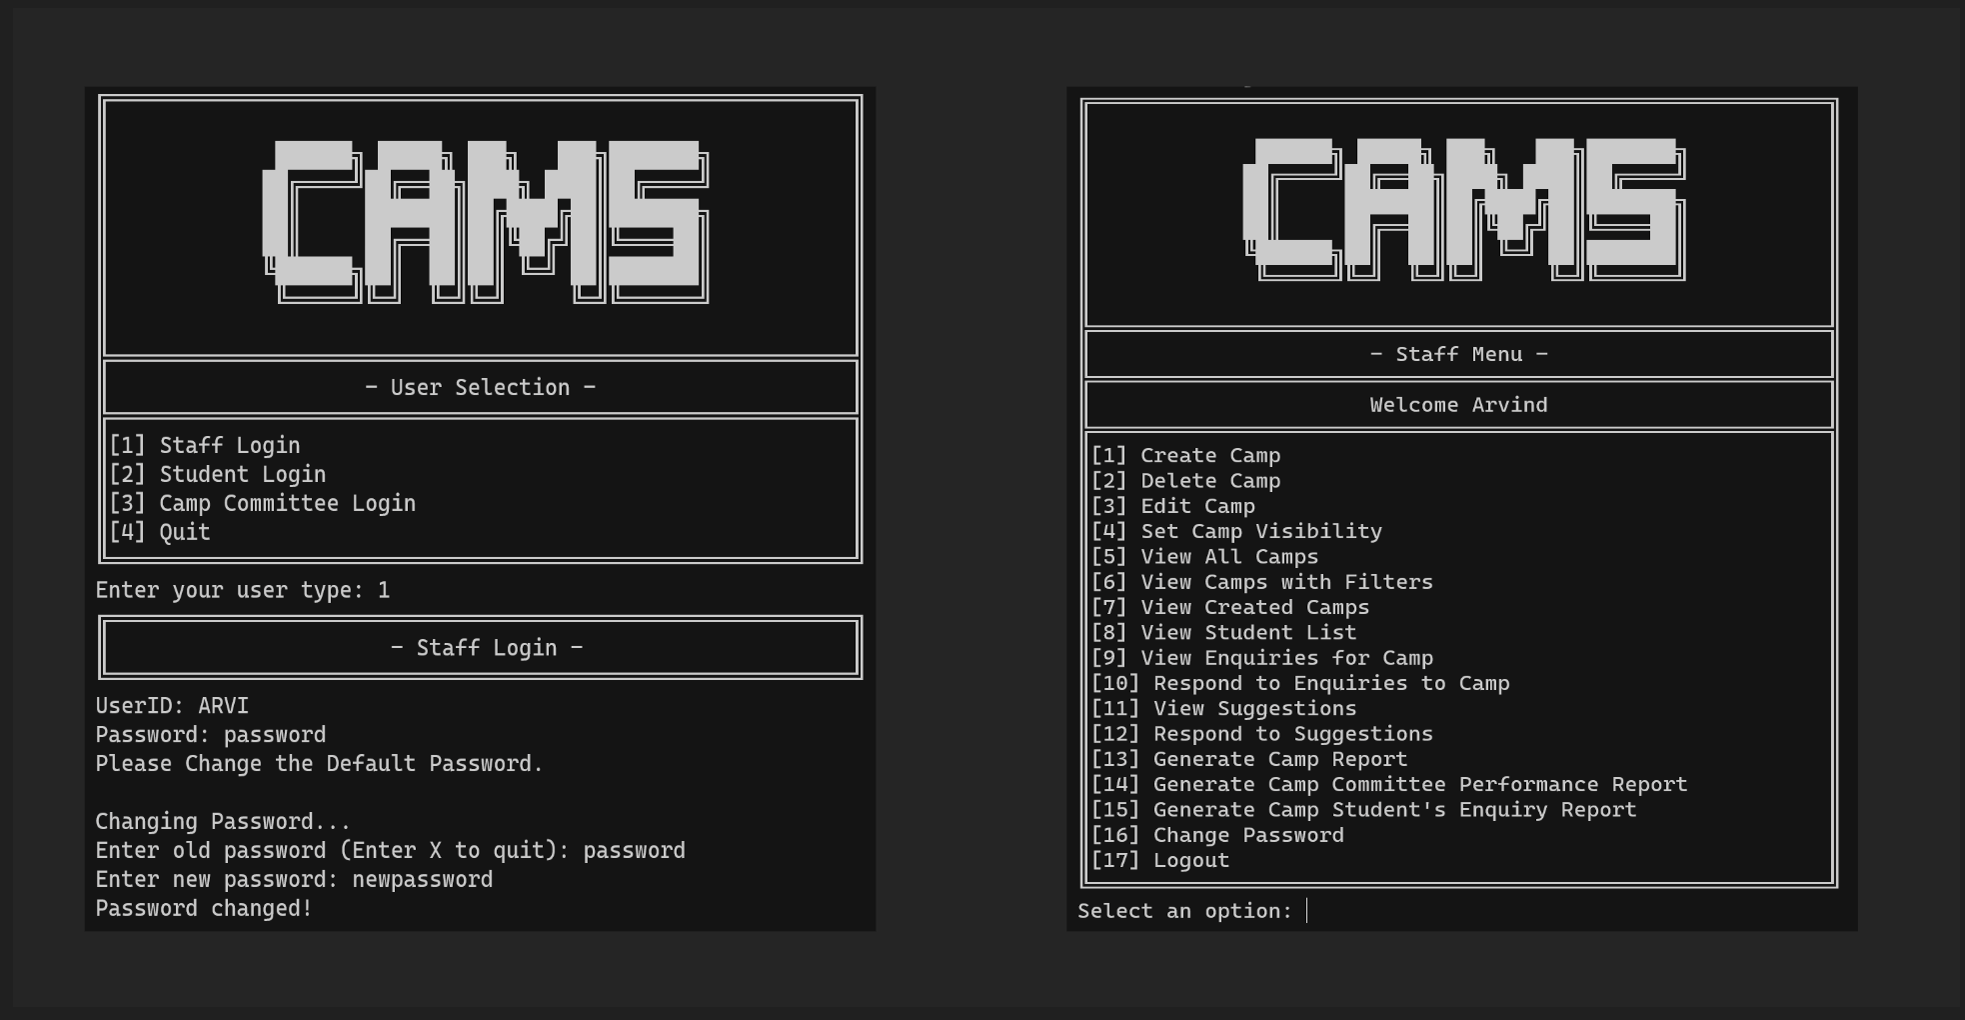 CAMS
- User Selection -
[1] Staff Login
[2] Student Login
[3] Camp Committee Login
[4] Quit
Enter your user type: 1
- Staff Login -
UserID: ARVI
Password: password
Please Change the Default Password.
Changing Password...
Enter old password (Enter X to quit): password
Enter new password: newpassword
Password changed!
CAMS
- Staff Menu -
Welcome Arvind
[1] Create Camp
[2] Delete Camp
[3] Edit Camp
[4] Set Camp Visibility
[5] View All Camps
[6] View Camps with Filters
[7] View Created Camps
[8] View Student List
[9] View Enquiries for Camp
[10] Respond to Enquiries to Camp
[11] View Suggestions
[12] Respond to Suggestions
[13] Generate Camp Report
[14] Generate Camp Committee Performance Report
[15] Generate Camp Student's Enquiry Report
[16] Change Password
[17] Logout
Select an option: